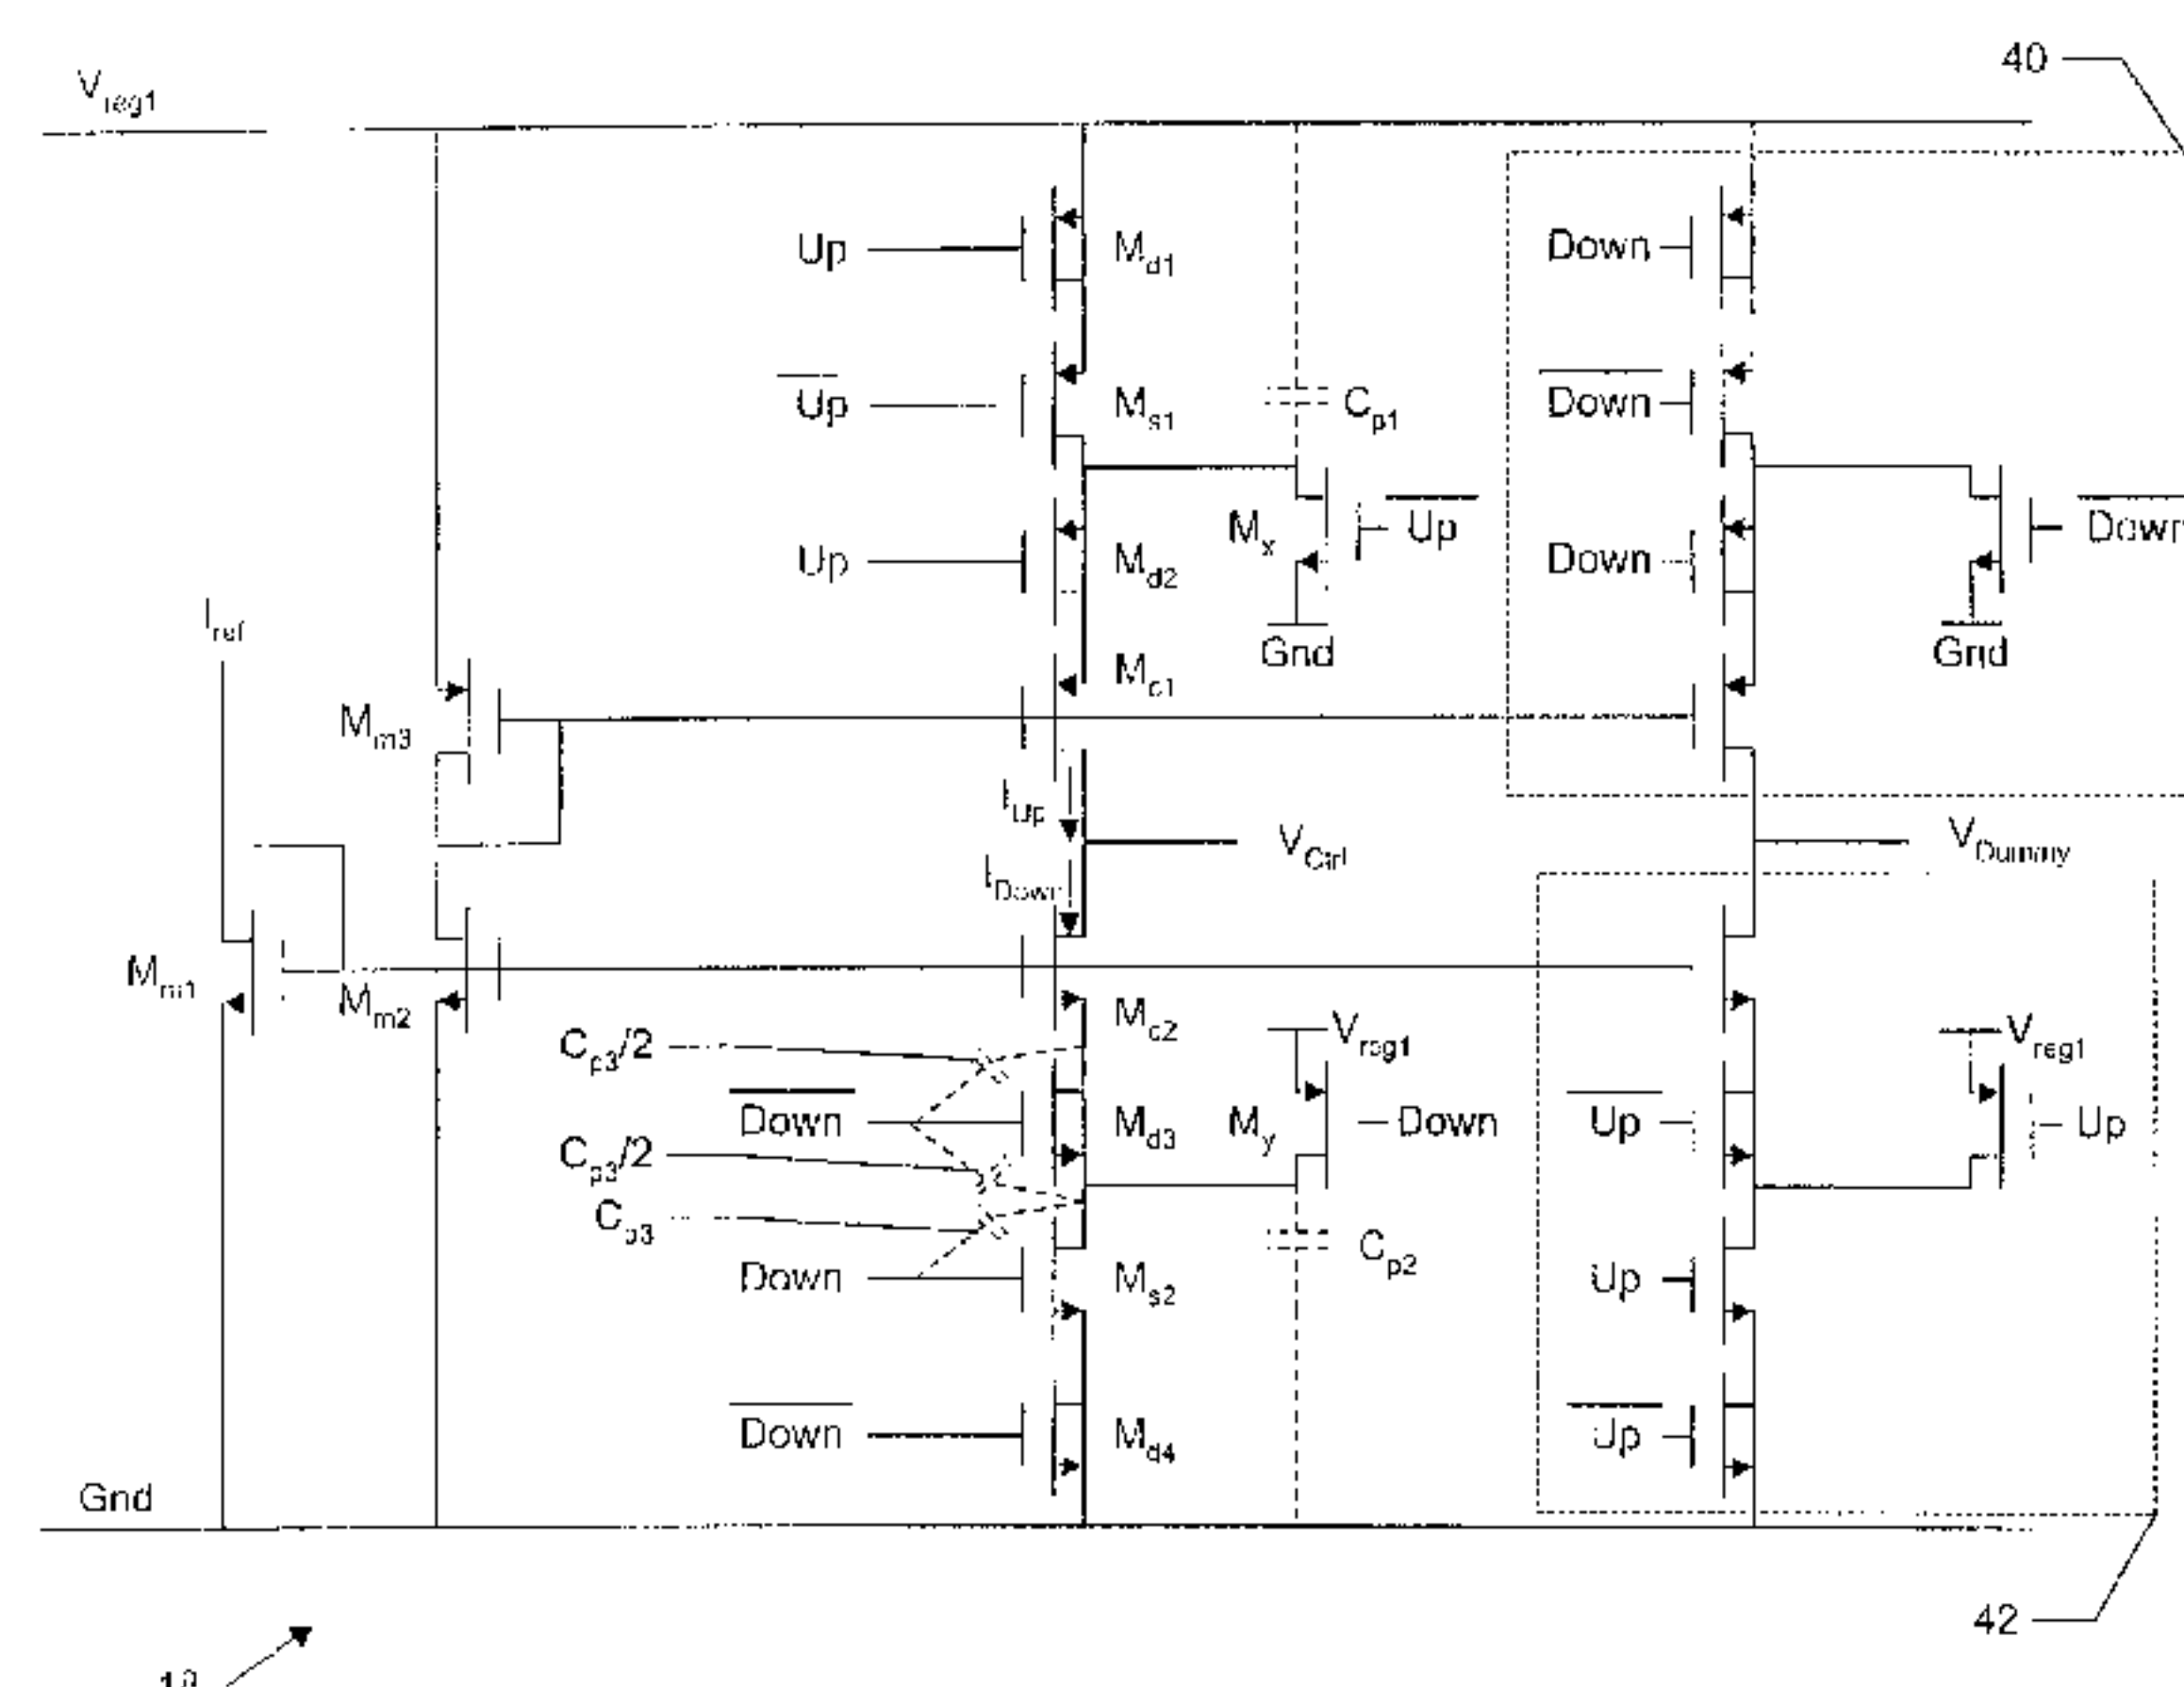 40
Vreg1
Up
Md1
Down
Up
Ms1
Cp1
Down
Mx
Up
Down
Up
Md2
Down
Iref
Gnd
Gnd
Mc1
Mm3
IUp
VCtrl
VDummy
IDown
Mm1
Mm2
Mc2
Vreg1
Vreg1
Cp3/2
Down
Md3
My
Down
Up
Up
Cp3/2
Cp3
Down
Ms2
Cp2
Up
Down
Md4
Up
Gnd
42